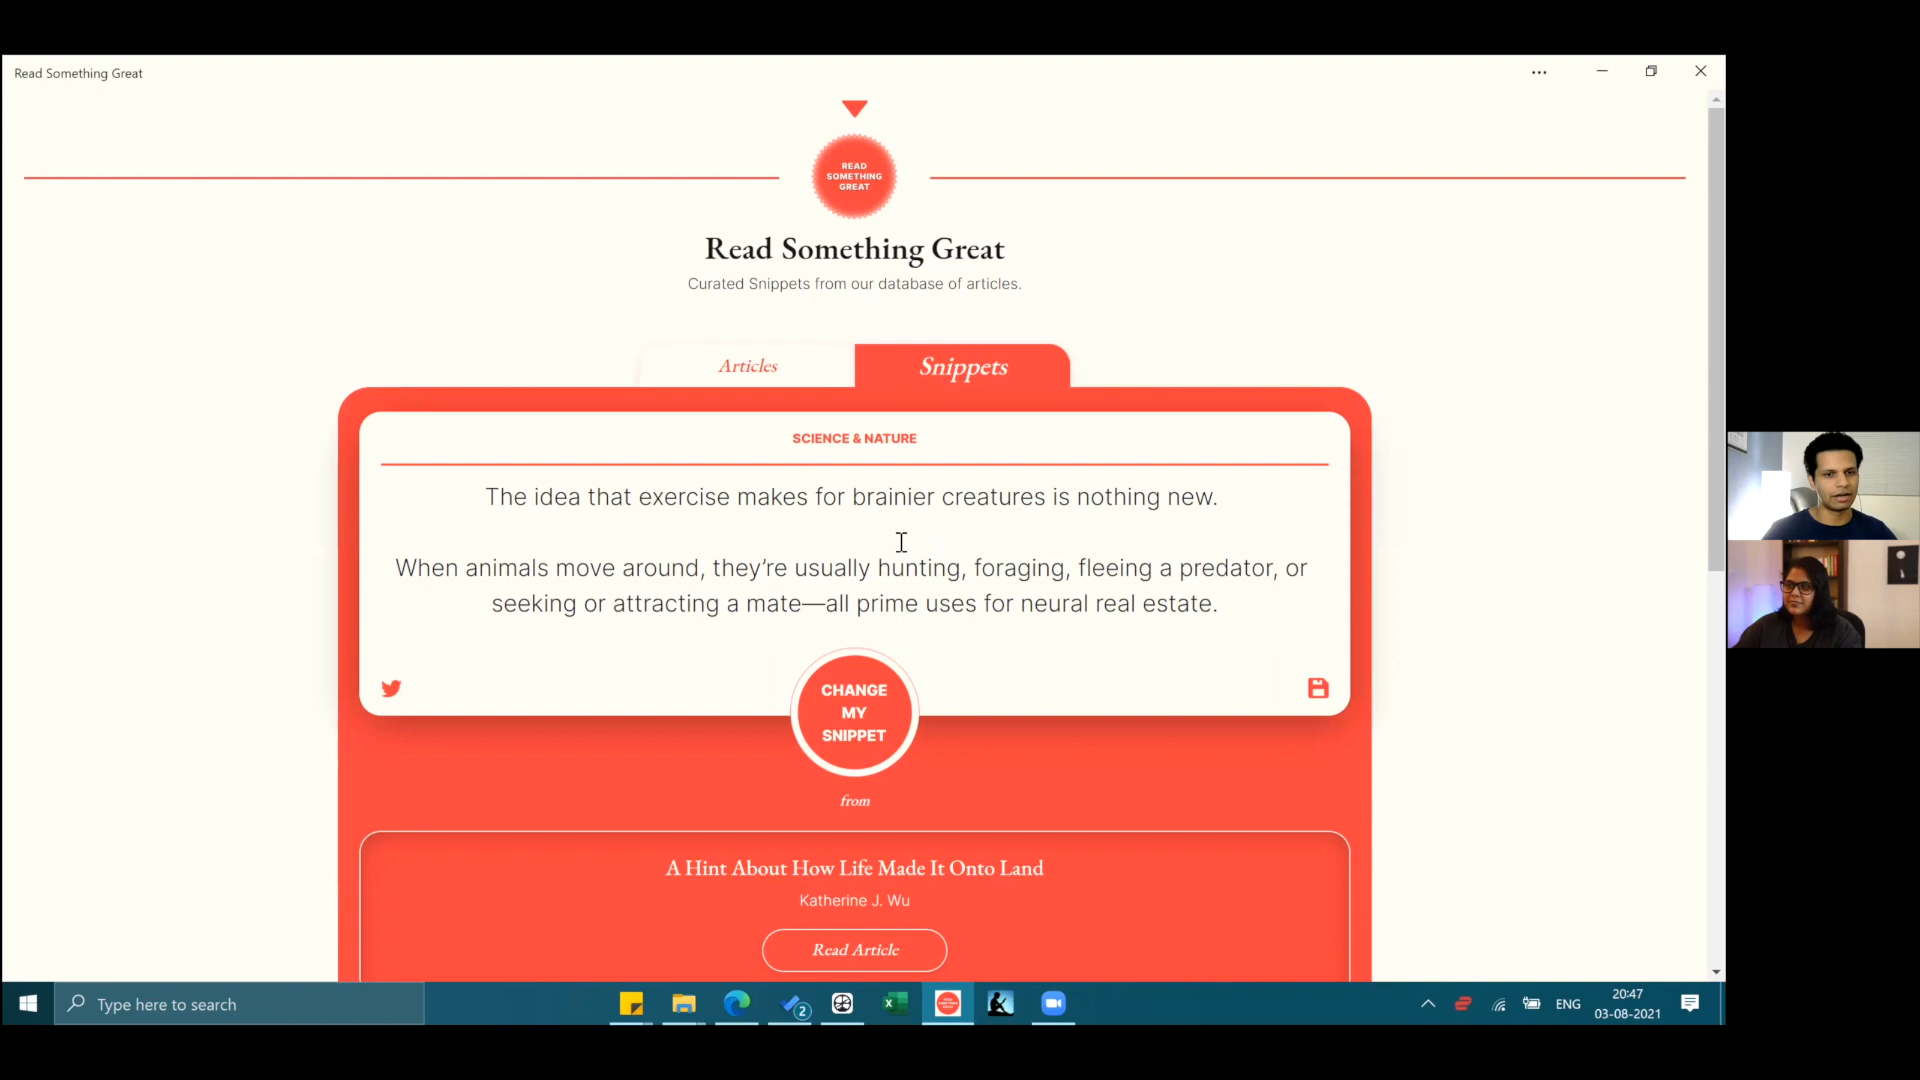 Read Something Great
READ
SOMETHING
GREAT
Read Something Great
Curated Snippets from our database of articles.
Articles
Snippets
SCIENCE & NATURE
The idea that exercise makes for brainier creatures is nothing new.
When animals move around, they’re usually hunting, foraging, fleeing a predator, or
seeking or attracting a mate—all prime uses for neural real estate.
CHANGE
MY
SNIPPET
from
A Hint About How Life Made It Onto Land
Katherine J. Wu
Read Article
Type here to search
2
ENG
20:47
03-08-2021